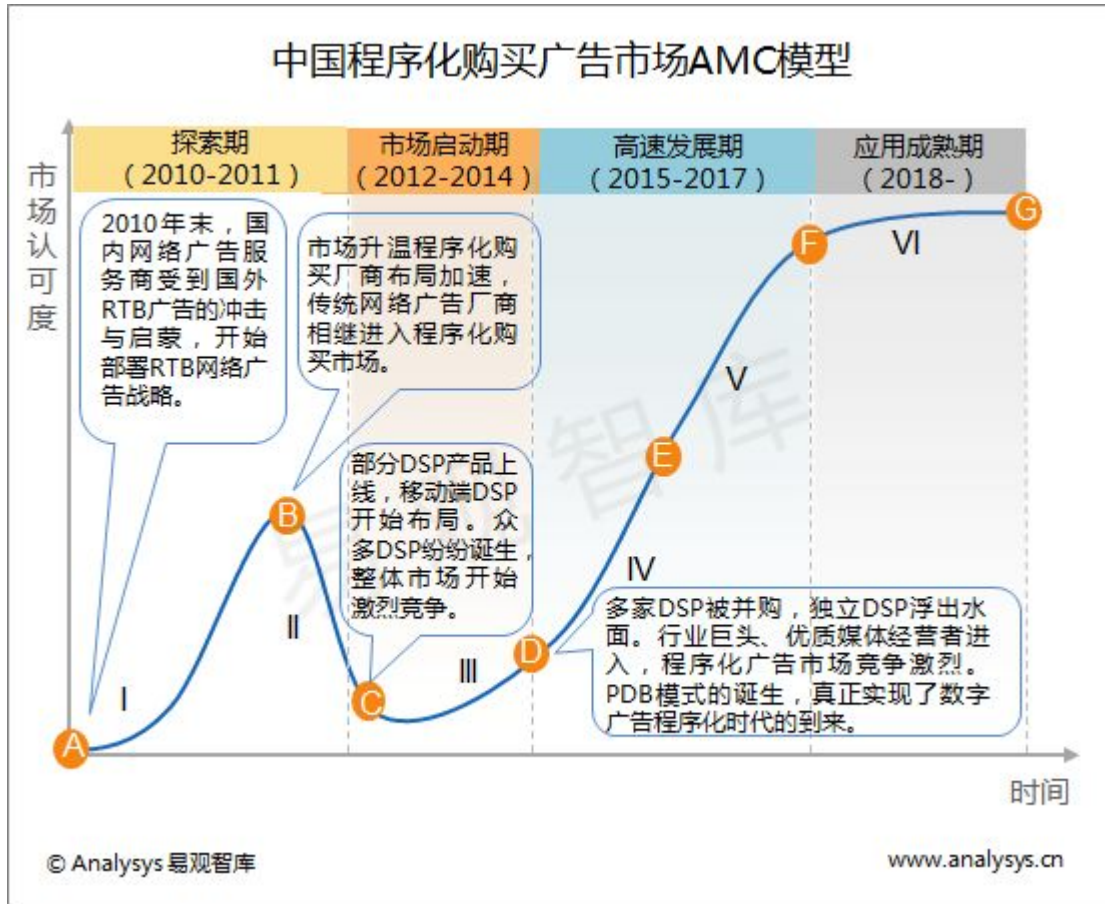 中国程序化购买广告市场AMC模型
探索期
（2010-2011）
市场启动期
（2012-2014）
高速发展期
（2015-2017）
应用成熟期
（2018-）
市场认可度
2010年末，国
内网络广告服
务商受到国外
RTB广告的冲击
与启蒙，开始
部署RTB网络广
告战略。
市场升温程序化购
买厂商布局加速，
传统网络广告厂商
相继进入程序化购
买市场。
部分DSP产品上
线，移动端DSP
开始布局。众
多DSP纷纷诞生，
整体市场开始
激烈竞争。
多家DSP被并购，独立DSP浮出水
面。行业巨头、优质媒体经营者进
入，程序化广告市场竞争激烈。
PDB模式的诞生，真正实现了数字
广告程序化时代的到来。
A
Ⅰ
B
Ⅱ
C
Ⅲ
D
Ⅳ
E
Ⅴ
F
Ⅵ
G
易观智库
时间
© Analysys 易观智库
www.analysys.cn